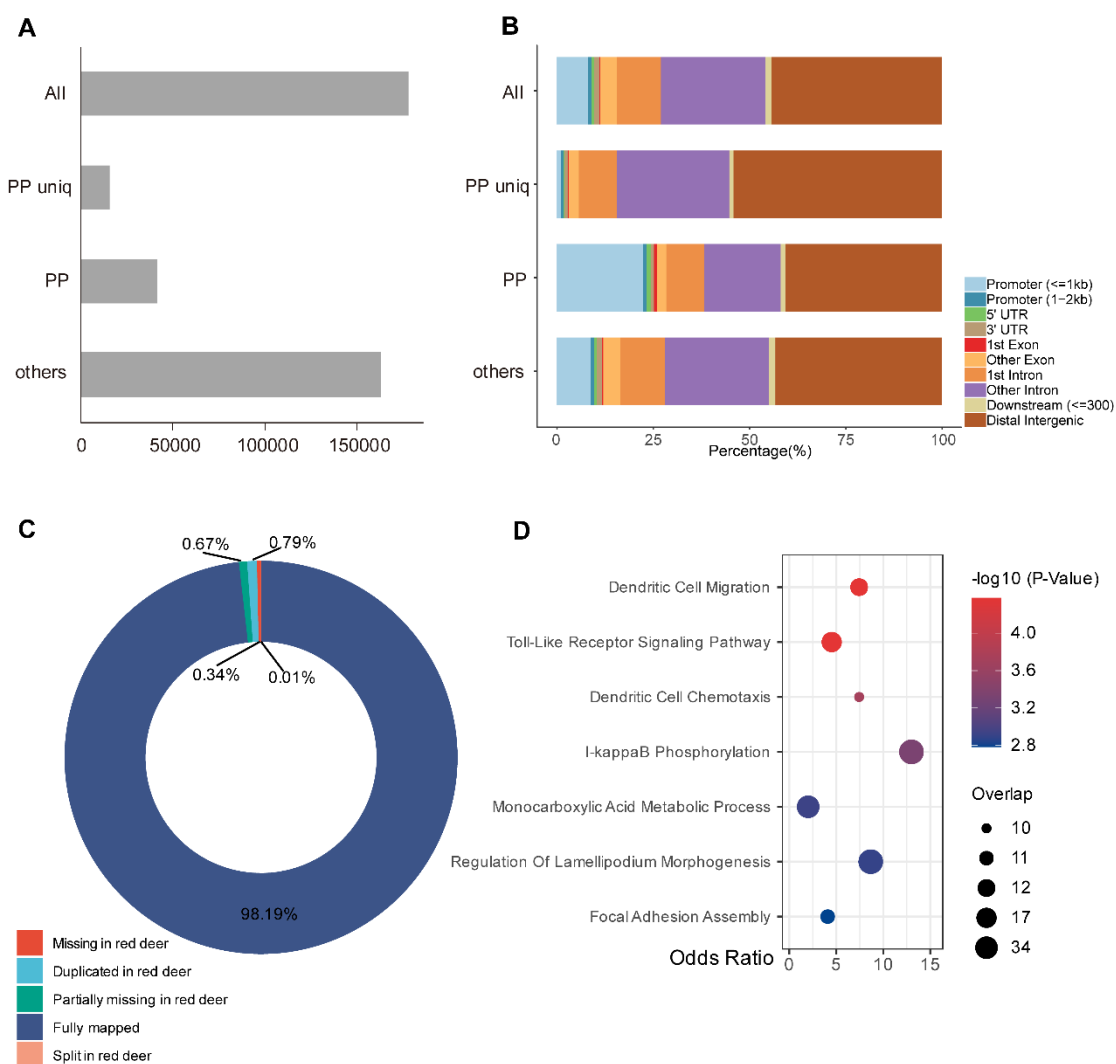 A
All
PP uniq
PP
others
0 50000 100000 150000
B
All
PP uniq
PP
others
0 25 50 75 100
Percentage(%)
Promoter (<=1kb)
Promoter (1−2kb)
5' UTR
3' UTR
1st Exon
Other Exon
1st Intron
Other Intron
Downstream (<=300)
Distal Intergenic
C
0.67%
0.79%
0.34%
0.01%
98.19%
Missing in red deer
Duplicated in red deer
Partially missing in red deer
Fully mapped
Split in red deer
D
Dendritic Cell Migration
Toll-Like Receptor Signaling Pathway
Dendritic Cell Chemotaxis
I-kappaB Phosphorylation
Monocarboxylic Acid Metabolic Process
Regulation Of Lamellipodium Morphogenesis
Focal Adhesion Assembly
Odds Ratio
0 5 10 15
-log10 (P-Value)
4.0
3.6
3.2
2.8
Overlap
10
11
12
17
34